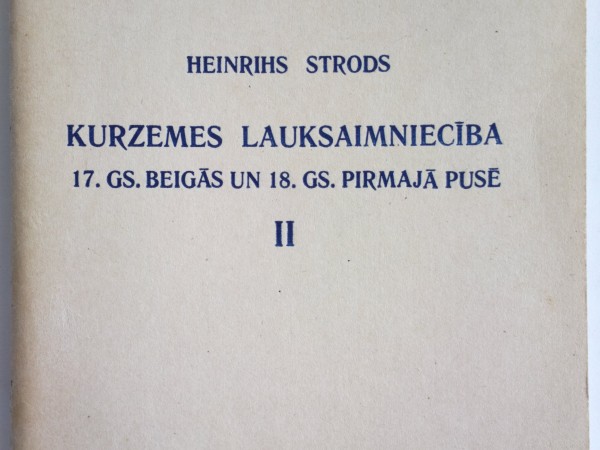 HEINRIHS STRODS
KURZEMES LAUKSAIMNIECĪBA
17. GS. BEIGĀS UN 18. GS. PIRMAJĀ PUSĒ
II